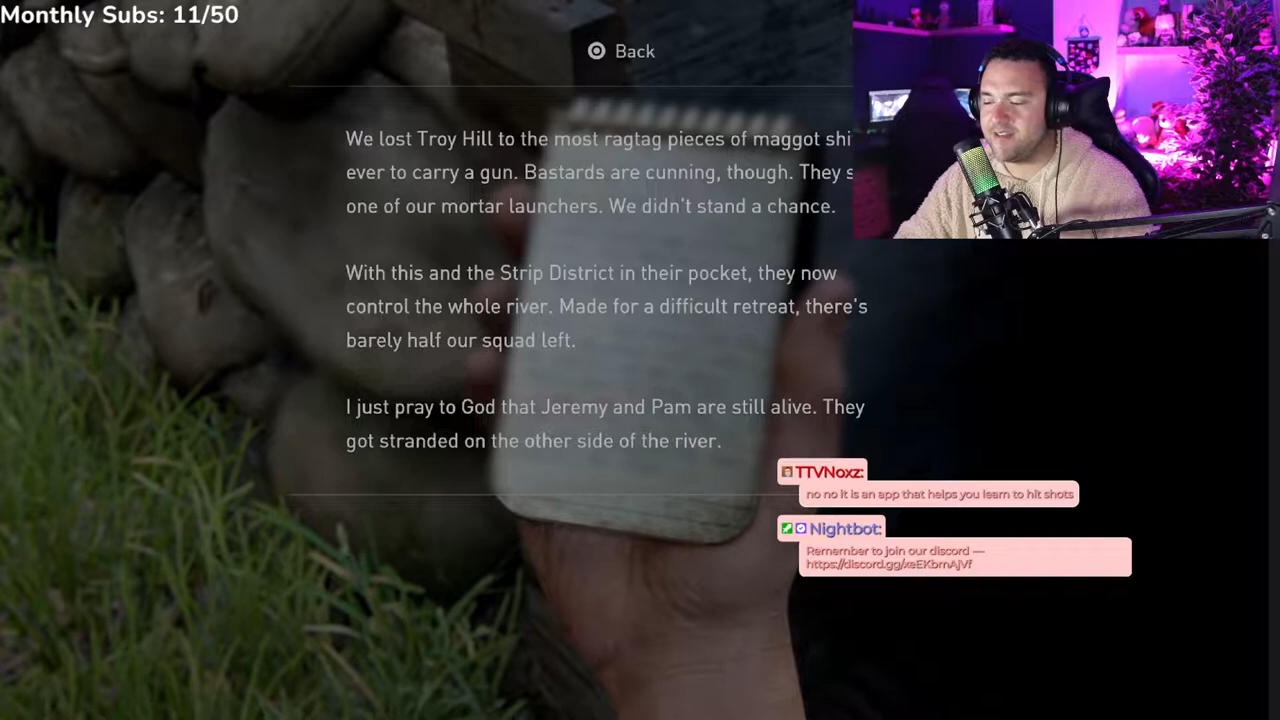 Monthly Subs: 11/50
Back
We lost Troy Hill to the most ragtag pieces of maggot shi
ever to carry a gun. Bastards are cunning, though. They s
one of our mortar launchers. We didn't stand a chance.
With this and the Strip District in their pocket, they now
control the whole river. Made for a difficult retreat, there's
barely half our squad left.
I just pray to God that Jeremy and Pam are still alive. They
got stranded on the other side of the river.
TTVNoxz:
no no it is an app that helps you learn to hit shots
Nightbot:
Remember to join our discord —
https://discord.gg/xeEKbrnAjVf